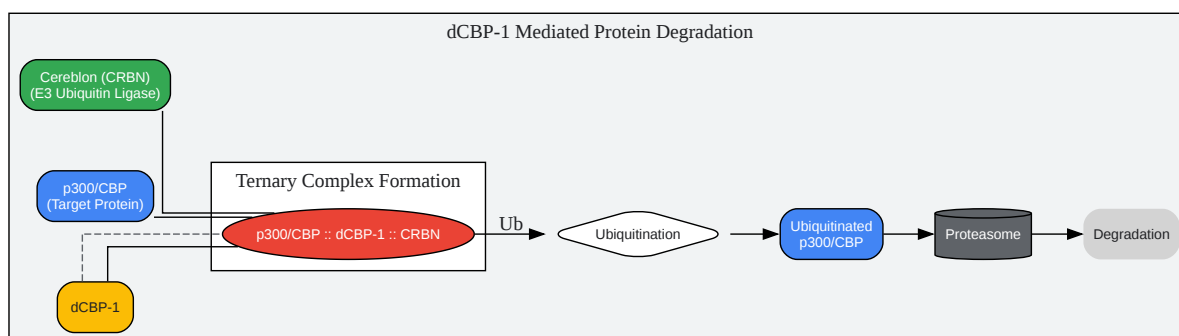 dCBP-1 Mediated Protein Degradation
Cereblon (CRBN)
(E3 Ubiquitin Ligase)
p300/CBP
(Target Protein)
dCBP-1
Ternary Complex Formation
p300/CBP :: dCBP-1 :: CRBN
Ub
Ubiquitination
Ubiquitinated
p300/CBP
Proteasome
Degradation